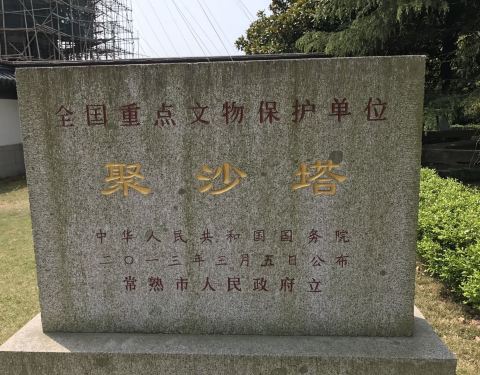 全国重点文物保护单位
聚沙塔
中华人民共和国国务院
二〇一三年三月五日公布
常熟市人民政府立